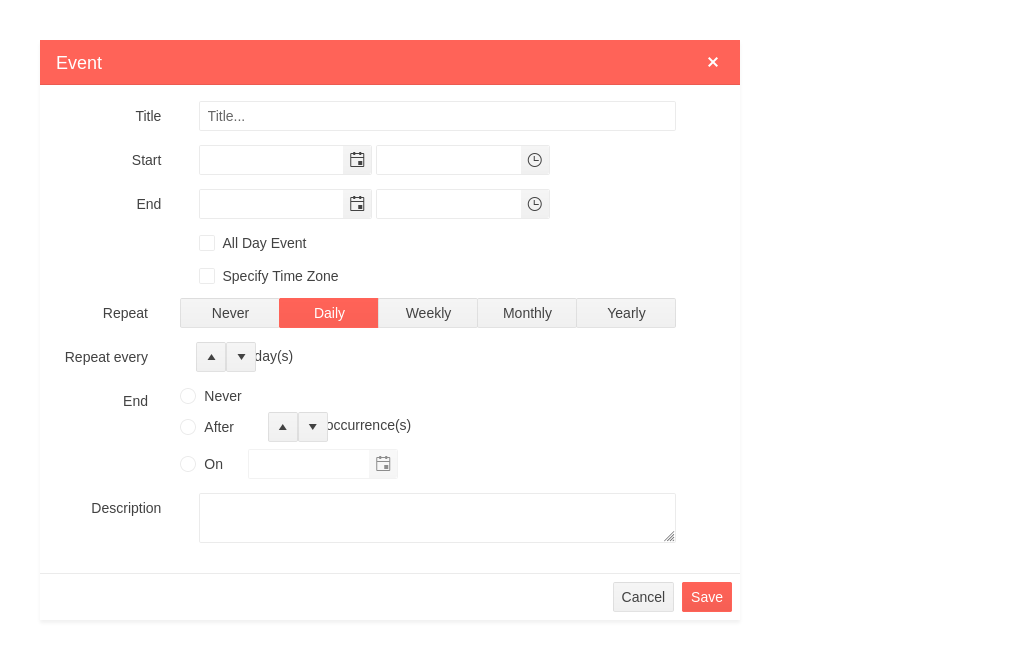 Event
Title Title...
Start
End
All Day Event
Specify Time Zone
Repeat Never Daily Weekly Monthly Yearly
Repeat every day(s)
End Never
After occurrence(s)
On
Description
Cancel Save